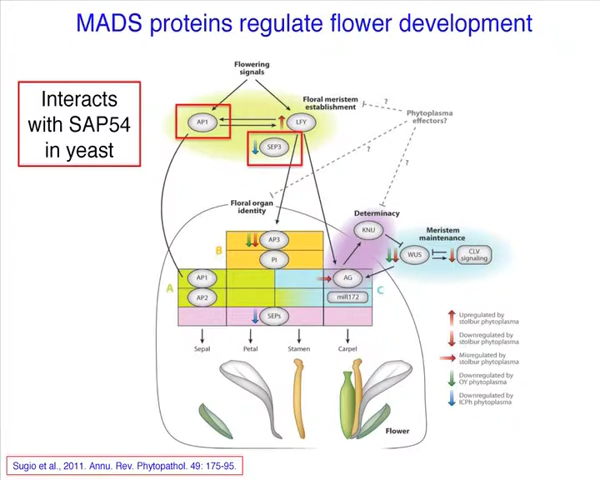 MADS proteins regulate flower development
Interacts
with SAP54
in yeast
Flowering
signals
Floral meristem
establishment
?
Phytoplasma
effectors?
AP1
LFY
SEP3
?
?
Floral organ
identity
Determinacy
KNU
Meristem
maintenance
WUS
CLV
signaling
B
AP3
PI
A
AP1
AG
C
AP2
miR172
SEPs
Sepal
Petal
Stamen
Carpel
Upregulated by
stolbur phytoplasma
Downregulated by
stolbur phytoplasma
Misregulated by
stolbur phytoplasma
Downregulated by
OY phytoplasma
Downregulated by
ICPh phytoplasma
Flower
Sugio et al., 2011. Annu. Rev. Phytopathol. 49: 175-95.